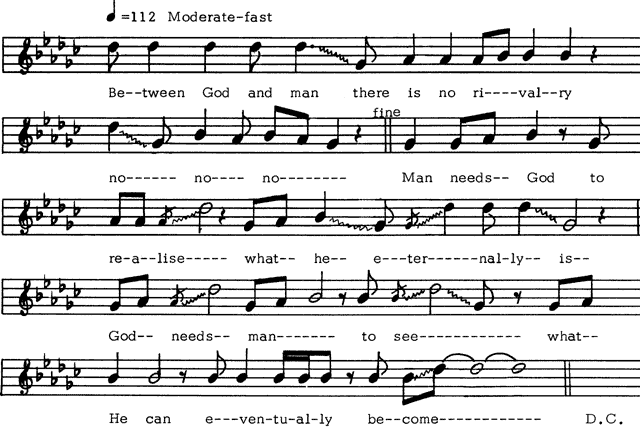 ♩=112 Moderate-fast
Be--tween God and man there is no ri----val--ry
fine
no------ no---- no-------- Man needs-- God to
re-a--lise----- what-- he-- e--ter-----nal-ly-- is--
God-- needs-- man------- to see------------ what--
He can e---ven-tu-al-ly be--come------------- D.C.